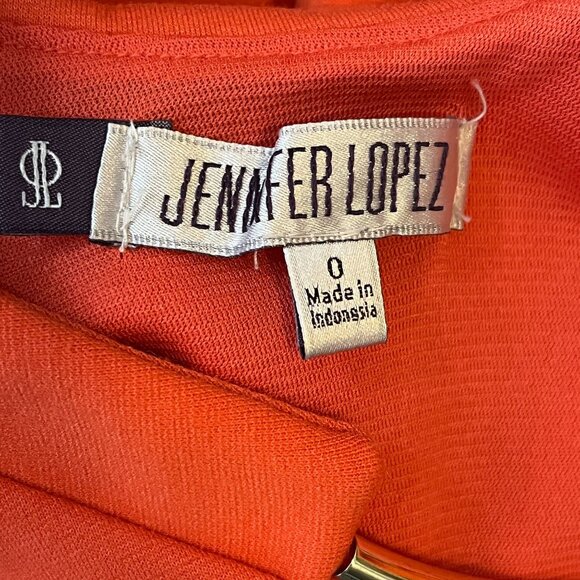 JL
JENNIFER LOPEZ
0
Made in
Indonesia